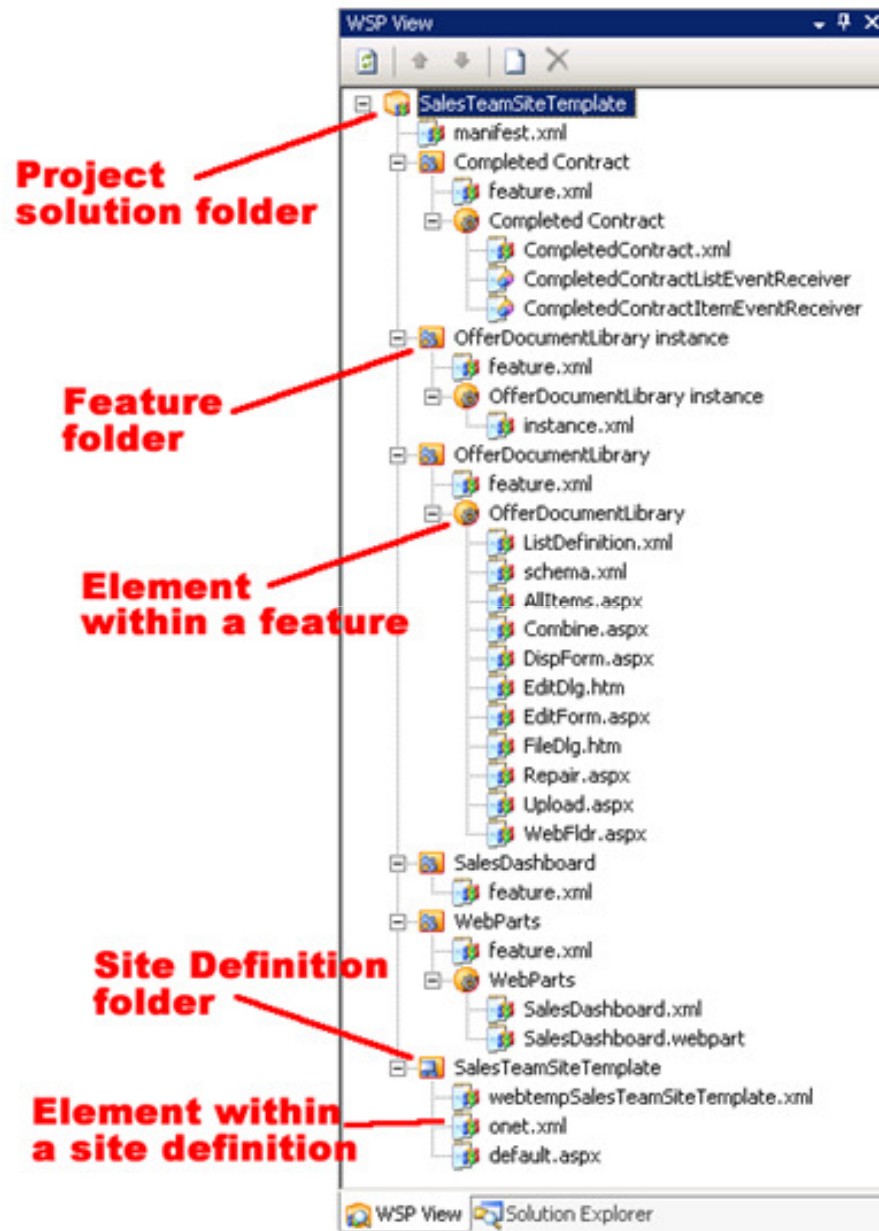 WSP View
SalesTeamSiteTemplate
manifest.xml
Project
solution folder
Completed Contract
feature.xml
Completed Contract
CompletedContract.xml
CompletedContractListEventReceiver
CompletedContractItemEventReceiver
OfferDocumentLibrary instance
feature.xml
Feature
folder
OfferDocumentLibrary instance
instance.xml
OfferDocumentLibrary
feature.xml
OfferDocumentLibrary
ListDefinition.xml
schema.xml
Element
within a feature
AllItems.aspx
Combine.aspx
DispForm.aspx
EditDlg.htm
EditForm.aspx
FileDlg.htm
Repair.aspx
Upload.aspx
WebFldr.aspx
SalesDashboard
feature.xml
WebParts
feature.xml
Site Definition
folder
WebParts
SalesDashboard.xml
SalesDashboard.webpart
SalesTeamSiteTemplate
webtempSalesTeamSiteTemplate.xml
Element within
a site definition
onet.xml
default.aspx
WSP View
Solution Explorer